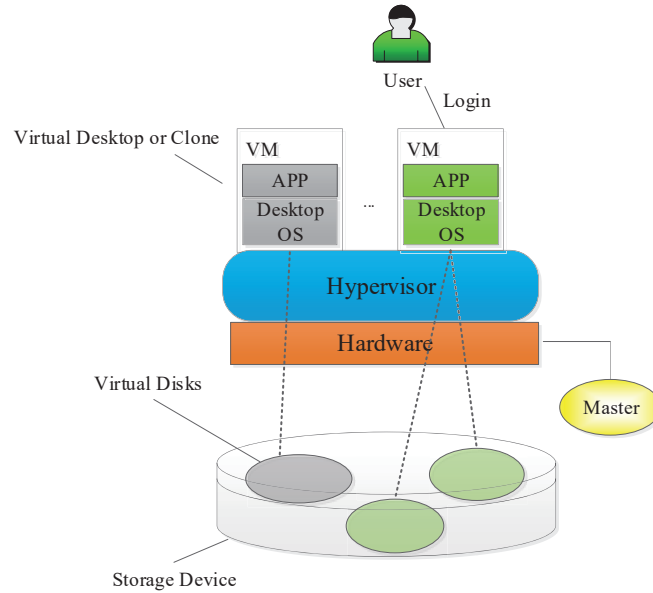 User
Login
Virtual Desktop or Clone
VM
APP
Desktop
OS
...
VM
APP
Desktop
OS
Hypervisor
Hardware
Virtual Disks
Master
Storage Device